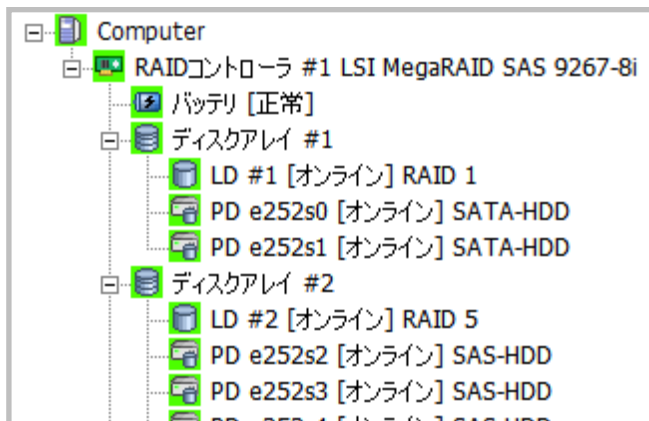 Computer
RAIDコントローラ #1 LSI MegaRAID SAS 9267-8i
バッテリ [正常]
ディスクアレイ #1
LD #1 [オンライン] RAID 1
PD e252s0 [オンライン] SATA-HDD
PD e252s1 [オンライン] SATA-HDD
ディスクアレイ #2
LD #2 [オンライン] RAID 5
PD e252s2 [オンライン] SAS-HDD
PD e252s3 [オンライン] SAS-HDD